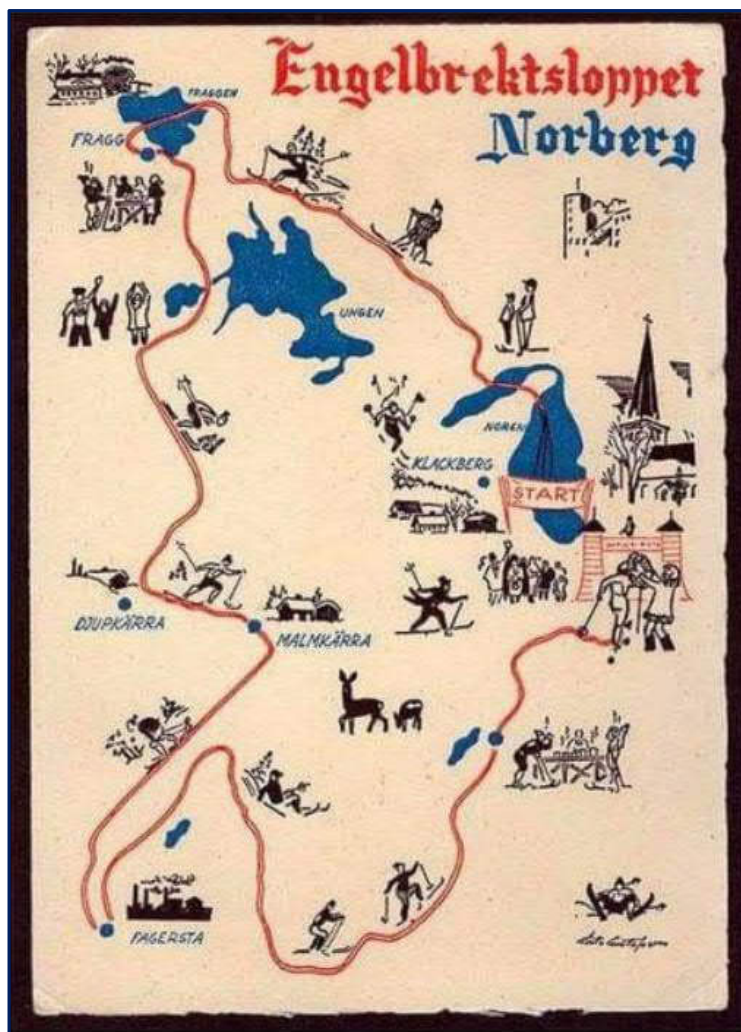 Engelbrektsloppet
Norberg
FRAGGEN
FRAGG
UNGEN
NOREN
KLACKBERG
START
DJUPKÄRRA
MALMKÄRRA
FAGERSTA